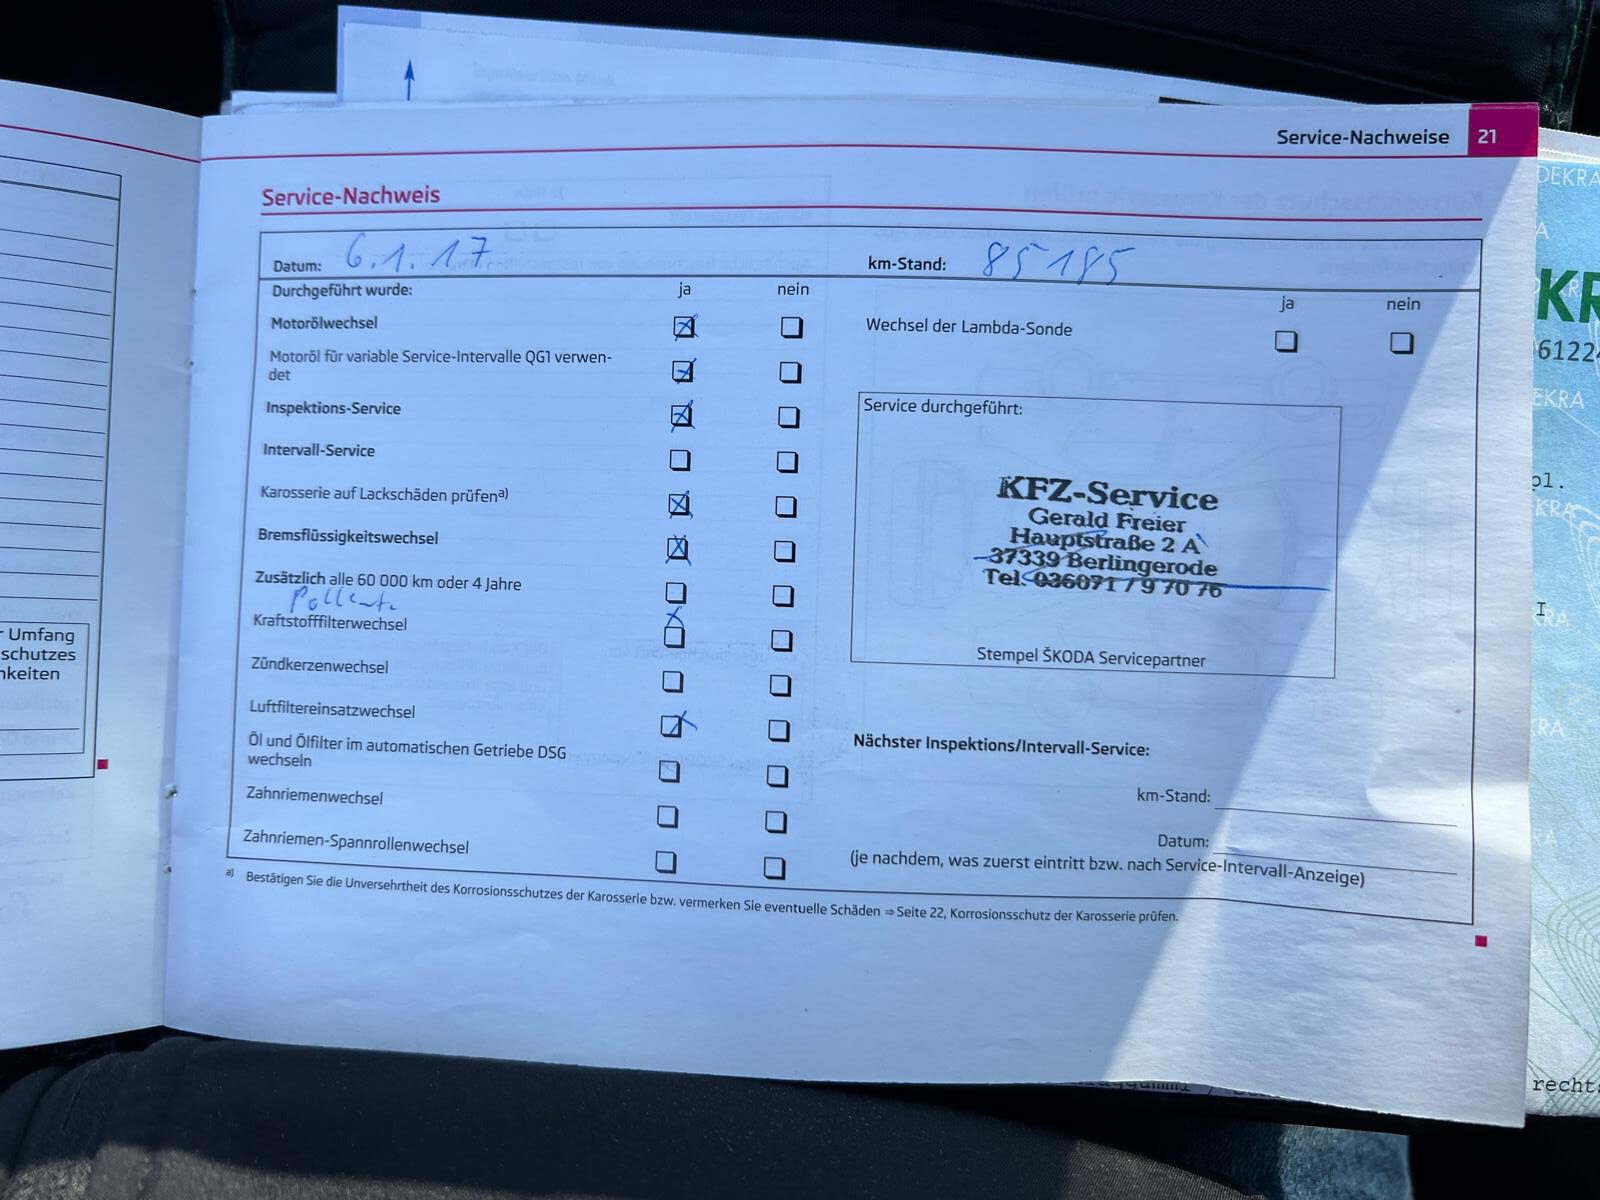 Service-Nachweise 21
Service-Nachweis
Datum: 6.1.17 km-Stand: 85185
Durchgeführt wurde: ja nein
ja nein
Motorölwechsel
Wechsel der Lambda-Sonde
Motoröl für variable Service-Intervalle QG1 verwen-
det
Inspektions-Service
Intervall-Service
Karosserie auf Lackschäden prüfen a)
Bremsflüssigkeitswechsel
Zusätzlich alle 60 000 km oder 4 Jahre
Kraftstofffilterwechsel
Zündkerzenwechsel
Luftfiltereinsatzwechsel
Öl und Ölfilter im automatischen Getriebe DSG
wechseln
Zahnriemenwechsel
Zahnriemen-Spannrollenwechsel
Service durchgeführt:
KFZ-Service
Gerald Freier
Hauptstraße 2 A
37339 Berlingerode
Tel. 036071 / 9 70 76
Stempel ŠKODA Servicepartner
Nächster Inspektions/Intervall-Service:
km-Stand:
Datum:
(je nachdem, was zuerst eintritt bzw. nach Service-Intervall-Anzeige)
a) Bestätigen Sie die Unversehrtheit des Korrosionsschutzes der Karosserie bzw. vermerken Sie eventuelle Schäden ⇒ Seite 22, Korrosionsschutz der Karosserie prüfen.
Umfang
schutzes
keiten
DEKRA
KR
6122
EKRA
pl.
I
recht